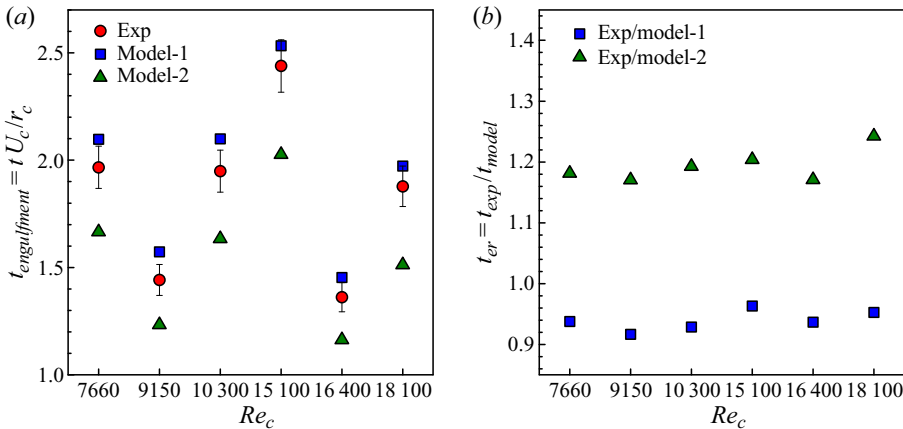 (a)
Exp
Model-1
Model-2
t_engulfment = t U_c/r_c
2.5
2.0
1.5
1.0
7660 9150 10 300 15 100 16 400 18 100
Re_c
(b)
Exp/model-1
Exp/model-2
t_er = t_exp/t_model
1.4
1.3
1.2
1.1
1.0
0.9
7660 9150 10 300 15 100 16 400 18 100
Re_c